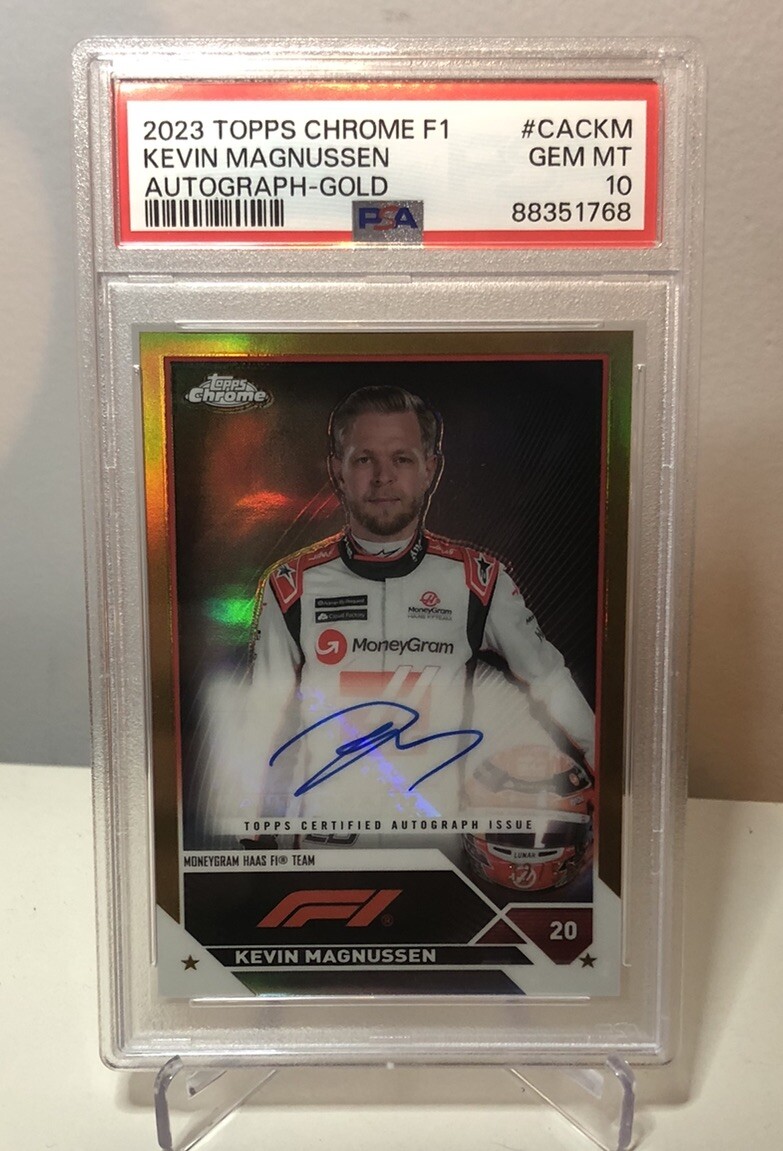 2023 TOPPS CHROME F1 #CACKM
KEVIN MAGNUSSEN GEM MT
AUTOGRAPH-GOLD 10
PSA 88351768
Topps
Chrome
MoneyGram
MoneyGram
TOPPS CERTIFIED AUTOGRAPH ISSUE
LUNAR
MONEYGRAM HAAS F1® TEAM
F1®
20
KEVIN MAGNUSSEN